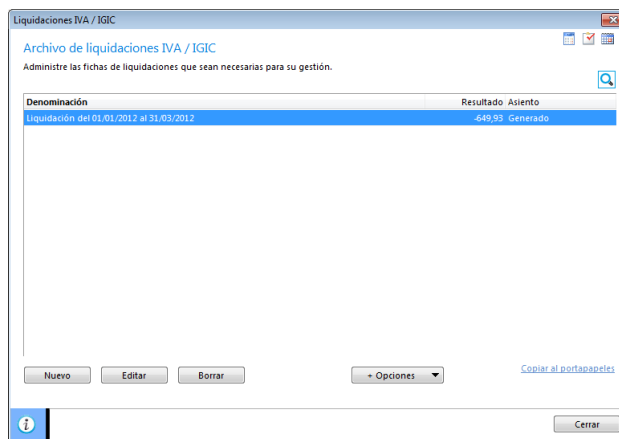 Liquidaciones IVA / IGIC
Archivo de liquidaciones IVA / IGIC
Administre las fichas de liquidaciones que sean necesarias para su gestión.
Denominación Resultado Asiento
Liquidación del 01/01/2012 al 31/03/2012 -649,93 Generado
Nuevo Editar Borrar + Opciones Copiar al portapapeles
Cerrar